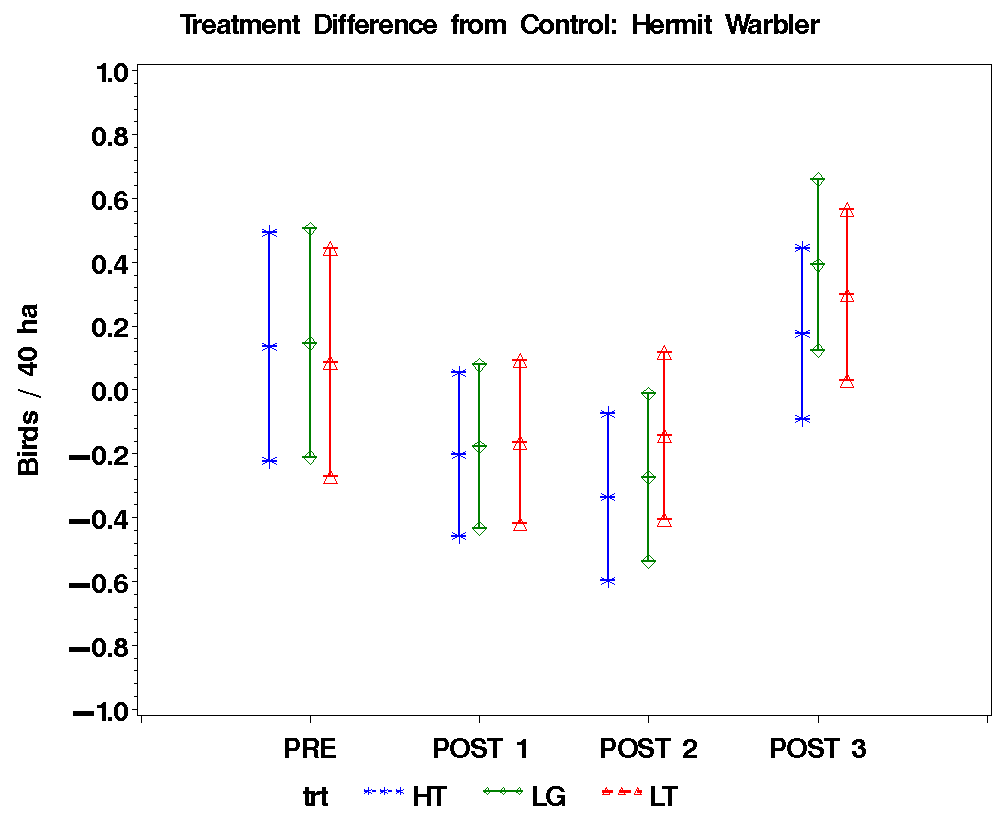 Treatment Difference from Control: Hermit Warbler
1.0
0.8
0.6
0.4
0.2
0.0
−0.2
−0.4
−0.6
−0.8
−1.0
Birds / 40 ha
PRE POST 1 POST 2 POST 3
trt HT LG LT